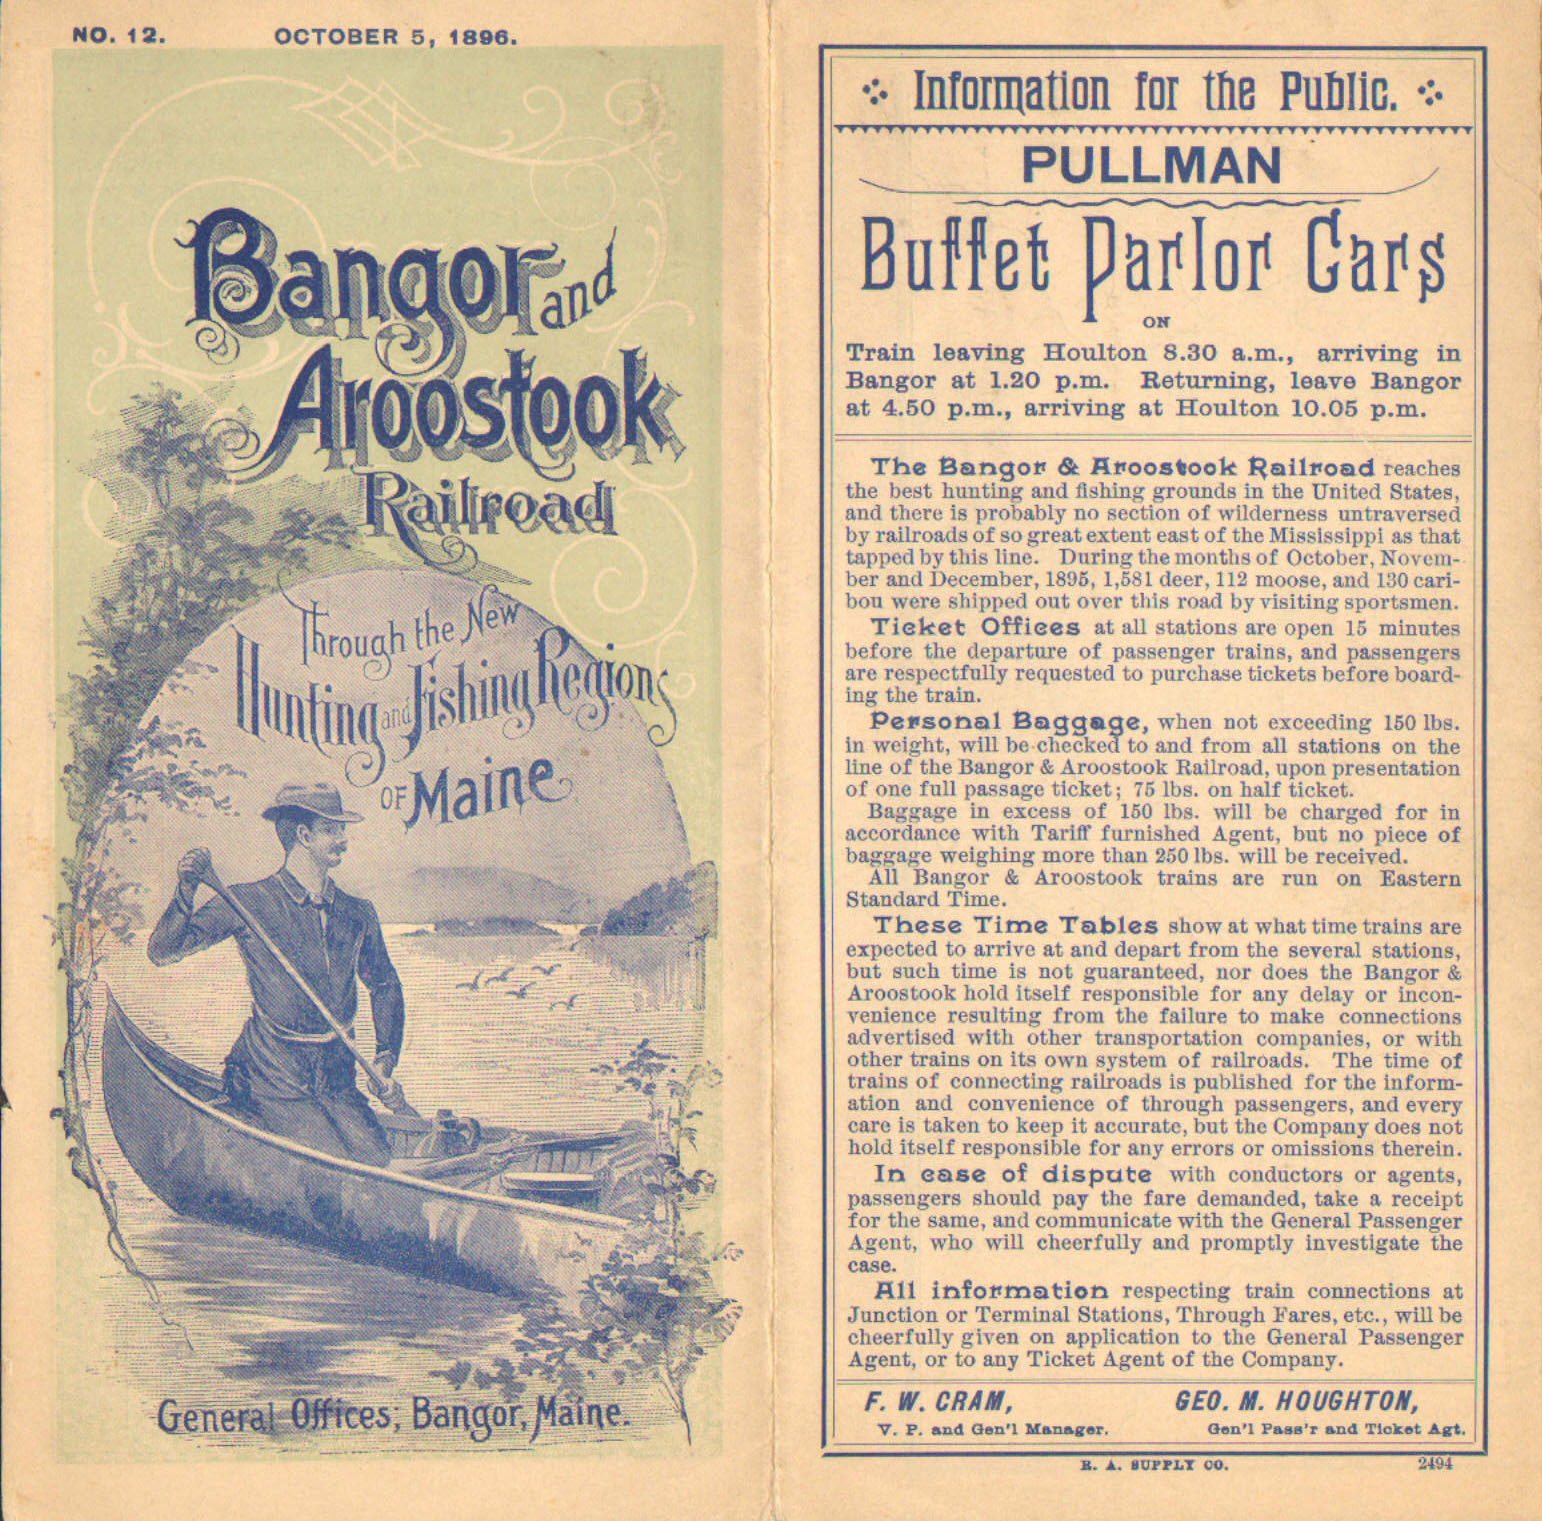 NO. 12. OCTOBER 5, 1896.
Bangor and
Aroostook
Railroad
Through the New
Hunting and Fishing Regions
OF Maine
General Offices, Bangor, Maine.
Information for the Public.
PULLMAN
Buffet Parlor Cars
ON
Train leaving Houlton 8.30 a.m., arriving in
Bangor at 1.20 p.m. Returning, leave Bangor
at 4.50 p.m., arriving at Houlton 10.05 p.m.
The Bangor & Aroostook Railroad reaches
the best hunting and fishing grounds in the United States,
and there is probably no section of wilderness untraversed
by railroads of so great extent east of the Mississippi as that
tapped by this line. During the months of October, Novem-
ber and December, 1895, 1,581 deer, 112 moose, and 130 cari-
bou were shipped out over this road by visiting sportsmen.
Ticket Offices at all stations are open 15 minutes
before the departure of passenger trains, and passengers
are respectfully requested to purchase tickets before board-
ing the train.
Personal Baggage, when not exceeding 150 lbs.
in weight, will be checked to and from all stations on the
line of the Bangor & Aroostook Railroad, upon presentation
of one full passage ticket; 75 lbs. on half ticket.
Baggage in excess of 150 lbs. will be charged for in
accordance with Tariff furnished Agent, but no piece of
baggage weighing more than 250 lbs. will be received.
All Bangor & Aroostook trains are run on Eastern
Standard Time.
These Time Tables show at what time trains are
expected to arrive at and depart from the several stations,
but such time is not guaranteed, nor does the Bangor &
Aroostook hold itself responsible for any delay or incon-
venience resulting from the failure to make connections
advertised with other transportation companies, or with
other trains on its own system of railroads. The time of
trains of connecting railroads is published for the inform-
ation and convenience of through passengers, and every
care is taken to keep it accurate, but the Company does not
hold itself responsible for any errors or omissions therein.
In case of dispute with conductors or agents,
passengers should pay the fare demanded, take a receipt
for the same, and communicate with the General Passenger
Agent, who will cheerfully and promptly investigate the
case.
All information respecting train connections at
Junction or Terminal Stations, Through Fares, etc., will be
cheerfully given on application to the General Passenger
Agent, or to any Ticket Agent of the Company.
F. W. CRAM, GEO. M. HOUGHTON,
V. P. and Gen'l Manager. Gen'l Pass'r and Ticket Agt.
R. A. SUPPLY CO. 2494